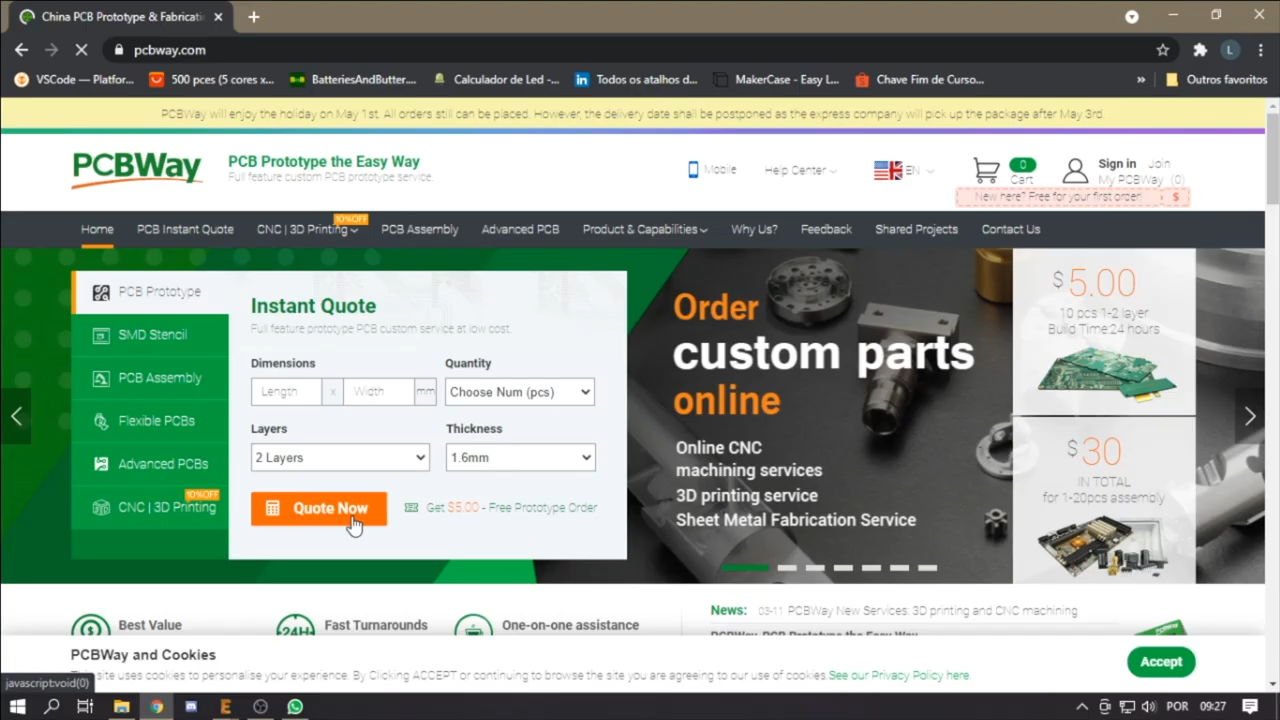 China PCB Prototype & Fabricati
pcbway.com
L
VSCode — Platfor...
500 pces (5 cores x...
BatteriesAndButter...
Calculador de Led -...
Todos os atalhos d...
MakerCase - Easy L...
Chave Fim de Curso...
»
Outros favoritos
PCBWay will enjoy the holiday on May 1st. All orders still can be placed. However, the delivery date shall be postponed as the express company will pick up the package after May 3rd.
PCBWay
PCB Prototype the Easy Way
Full feature custom PCB prototype service.
Mobile
Help Center
EN
0
Cart
Sign in Join
My PCBWay (0)
New here? Free for your first order! $
10%OFF
Home
PCB Instant Quote
CNC | 3D Printing
PCB Assembly
Advanced PCB
Product & Capabilities
Why Us?
Feedback
Shared Projects
Contact Us
PCB Prototype
SMD Stencil
PCB Assembly
Flexible PCBs
Advanced PCBs
10%OFF
CNC | 3D Printing
Instant Quote
Full feature prototype PCB custom service at low cost.
Dimensions
Quantity
Length x Width mm
Choose Num (pcs)
Layers
Thickness
2 Layers
1.6mm
Quote Now
Get $5.00 - Free Prototype Order
Order
custom parts
online
Online CNC
machining services
3D printing service
Sheet Metal Fabrication Service
$ 5.00
10 pcs 1-2 layer
Build Time 24 hours
$ 30
IN TOTAL
for 1-20pcs assembly
Best Value
24H
Fast Turnarounds
One-on-one assistance
News: 03-11 PCBWay New Services: 3D printing and CNC machining
PCBWay, PCB Prototype the Easy Way
PCBWay and Cookies
site uses cookies to personalise your experience. By Clicking ACCEPT or continuing to browse the site you are agreeing to our use of cookies.See our Privacy Policy here.
Accept
javascript:void(0)
POR
09:27